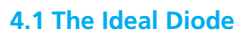 4.1 The Ideal Diode